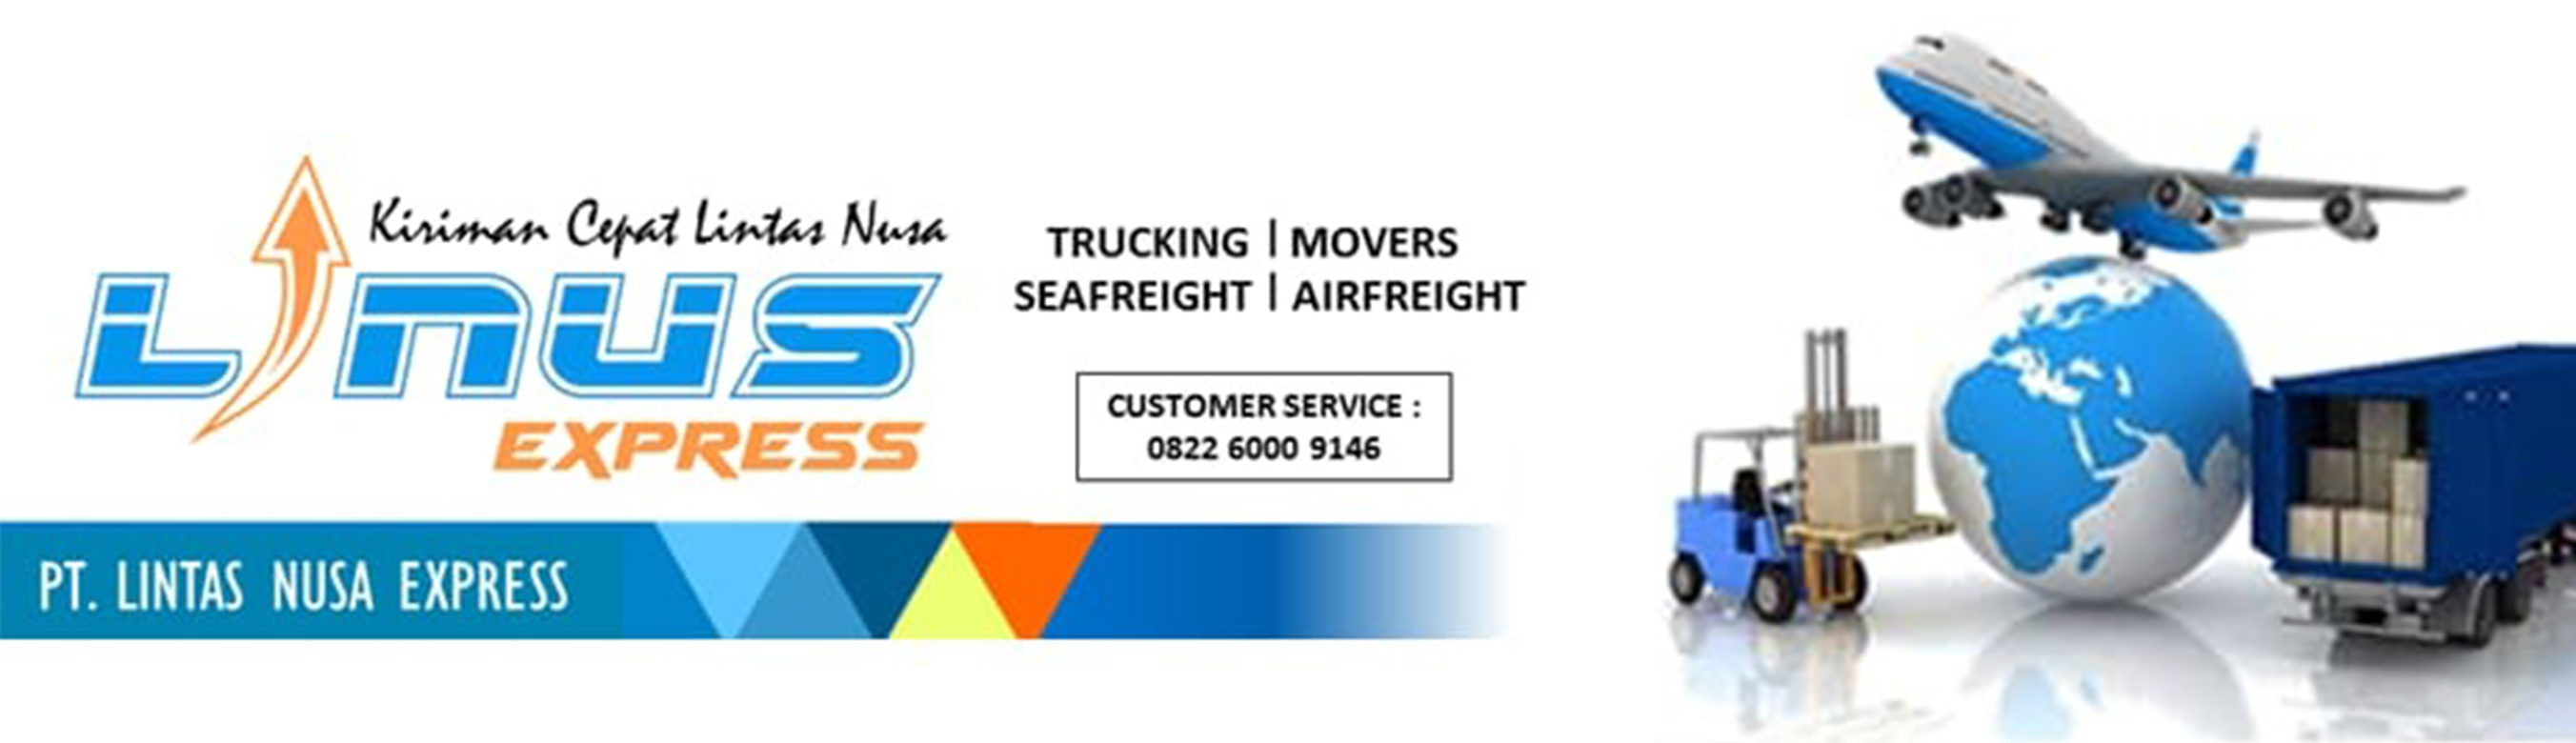 Kiriman Cepat Lintas Nusa
LINUS
EXPRESS
TRUCKING | MOVERS
SEAFREIGHT | AIRFREIGHT
CUSTOMER SERVICE :
0822 6000 9146
PT. LINTAS NUSA EXPRESS